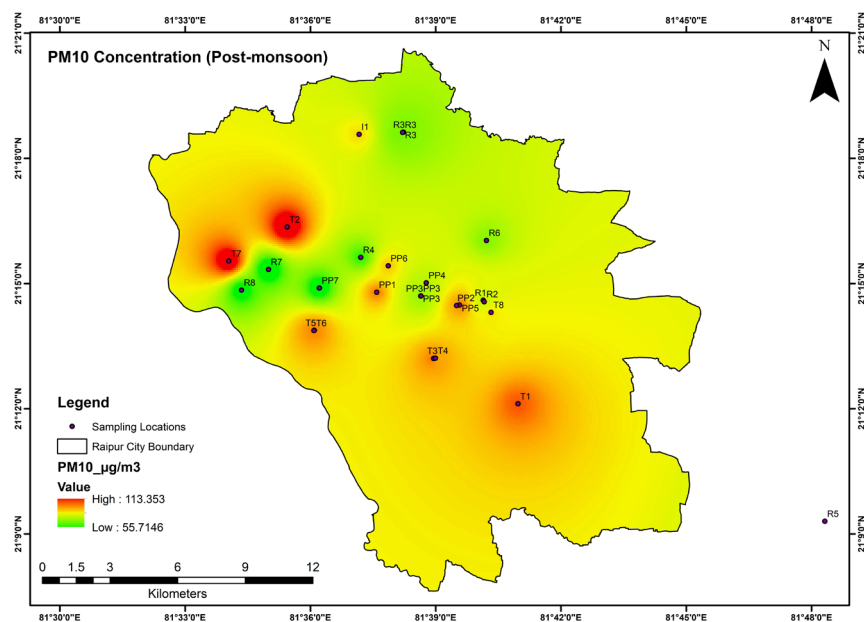 81°30'0"E 81°33'0"E 81°36'0"E 81°39'0"E 81°42'0"E 81°45'0"E 81°48'0"E
21°21'0"N 21°21'0"N
PM10 Concentration (Post-monsoon)
N
I1
R3R3
R3
21°18'0"N 21°18'0"N
T2
R6
T7
R7
R4
PP6
R8
PP7
PP1
PP4
21°15'0"N 21°15'0"N
PP3PP3
PP3
PP2
PP5
R1
R2
T8
T5T6
T3T4
T1
21°12'0"N 21°12'0"N
Legend
Sampling Locations
Raipur City Boundary
PM10_µg/m3
Value
High : 113.353
Low : 55.7146
R5
21°9'0"N 21°9'0"N
0 1.5 3 6 9 12
Kilometers
81°30'0"E 81°33'0"E 81°36'0"E 81°39'0"E 81°42'0"E 81°45'0"E 81°48'0"E